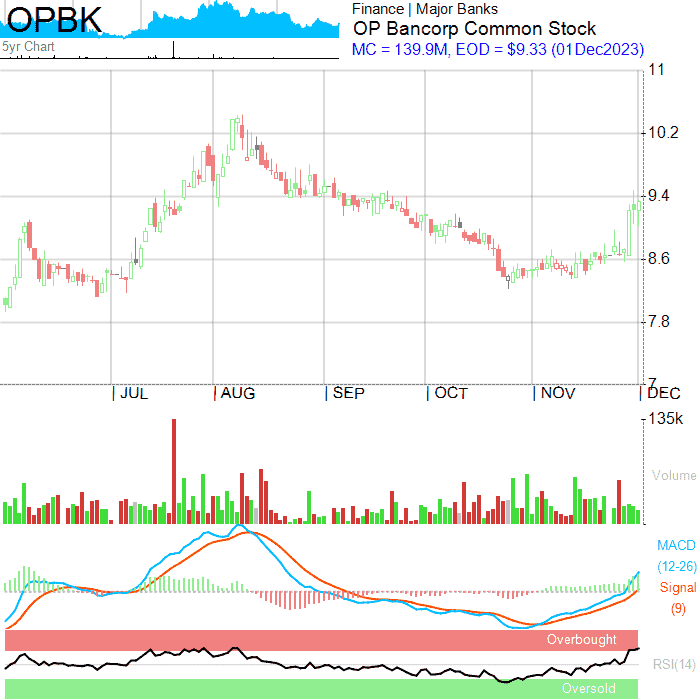 OPBK
5yr Chart
Finance | Major Banks
OP Bancorp Common Stock
MC = 139.9M, EOD = $9.33 (01Dec2023)
11
10.2
9.4
8.6
7.8
7
| JUL | AUG | SEP | OCT | NOV | DEC
135k
Volume
MACD
(12-26)
Signal
(9)
Overbought
RSI(14)
Oversold